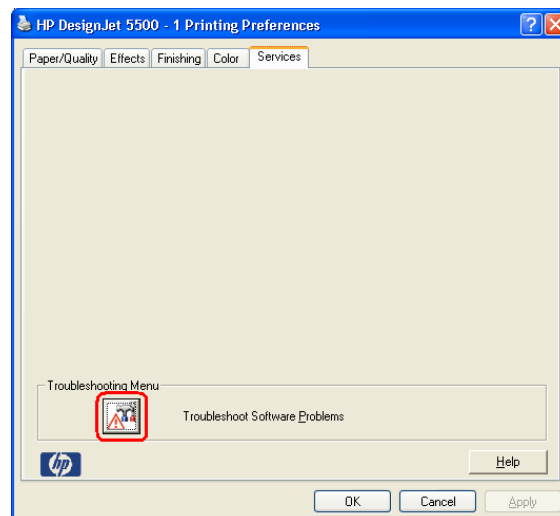 HP DesignJet 5500 - 1 Printing Preferences
Paper/Quality Effects Finishing Color Services
Troubleshooting Menu
Troubleshoot Software Problems
hp
Help
OK Cancel Apply